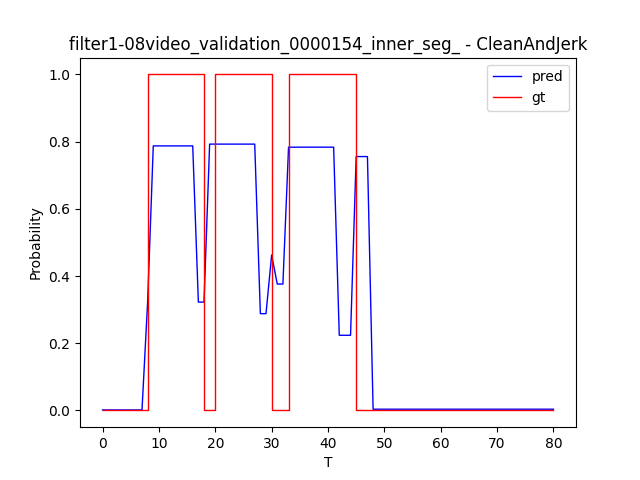 filter1-08video_validation_0000154_inner_seg_ - CleanAndJerk
pred
gt
1.0
0.8
0.6
0.4
0.2
0.0
Probability
0 10 20 30 40 50 60 70 80
T